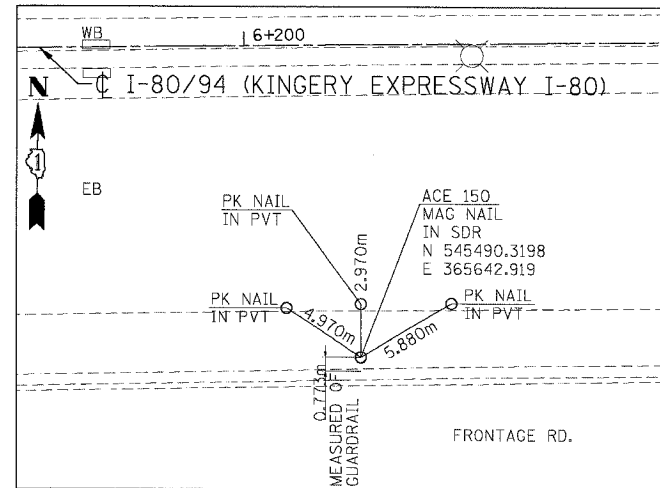 WB
6+200
N
℄ I-80/94 (KINGERY EXPRESSWAY I-80)
1
EB
PK NAIL
IN PVT
ACE 150
MAG NAIL
IN SDR
N 545490.3198
E 365642.919
2.970m
PK NAIL
IN PVT
PK NAIL
IN PVT
4.970m
5.880m
0.773m
MEASURED OF
GUARDRAIL
FRONTAGE RD.